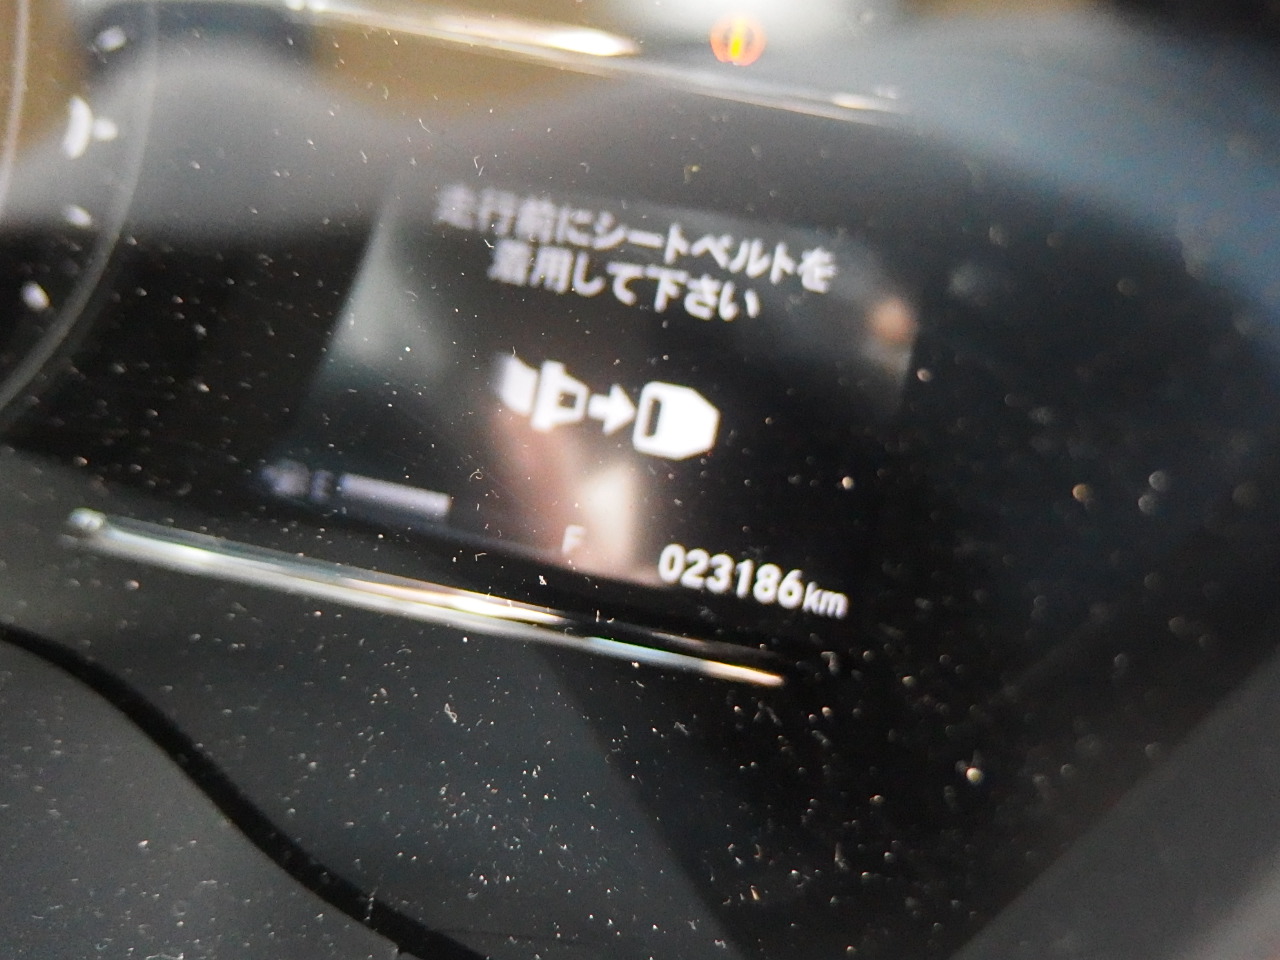 走行前にシートベルトを
着用して下さい
E
F
023186km